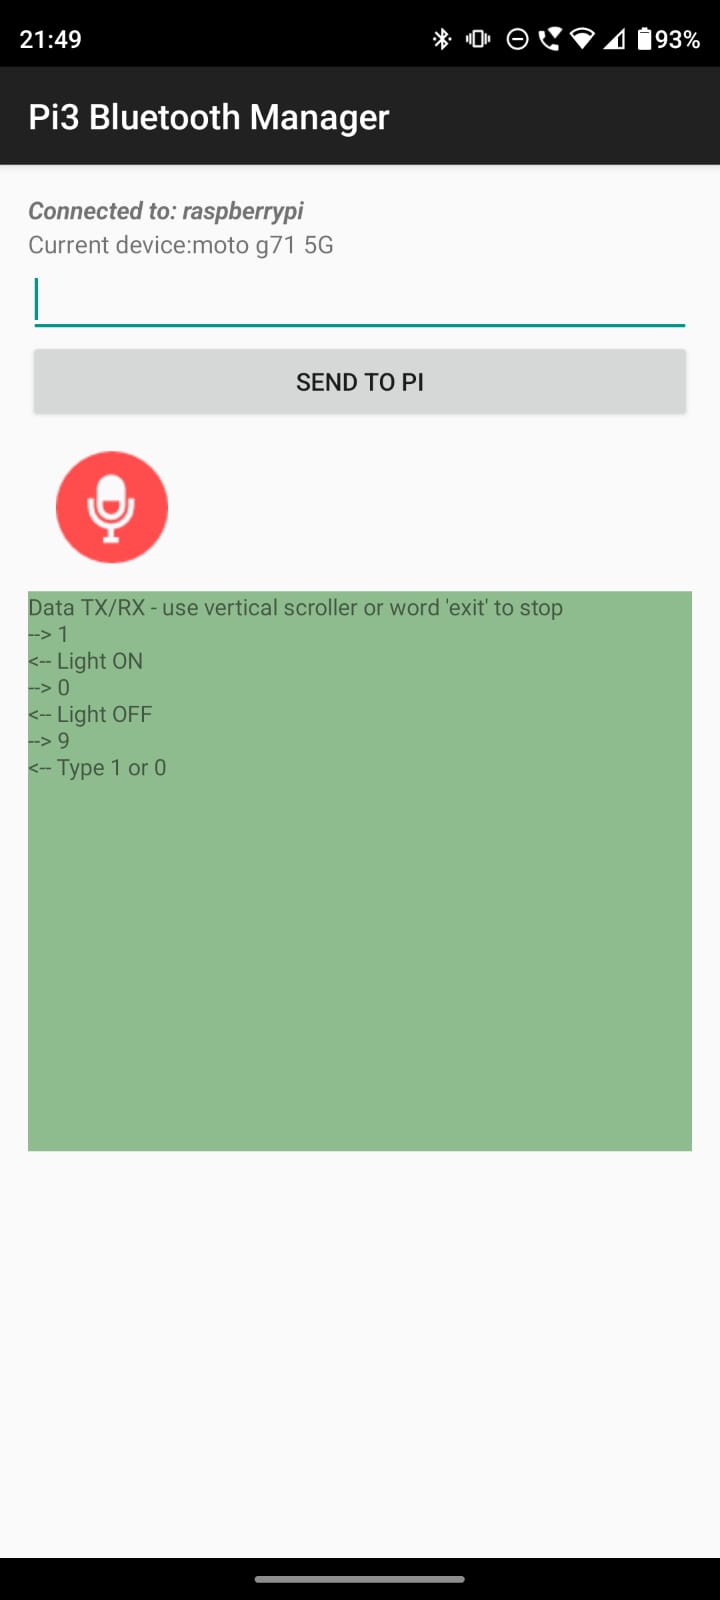 21:49
93%
Pi3 Bluetooth Manager
Connected to: raspberrypi
Current device:moto g71 5G
SEND TO PI
Data TX/RX - use vertical scroller or word 'exit' to stop
--> 1
<-- Light ON
--> 0
<-- Light OFF
--> 9
<-- Type 1 or 0